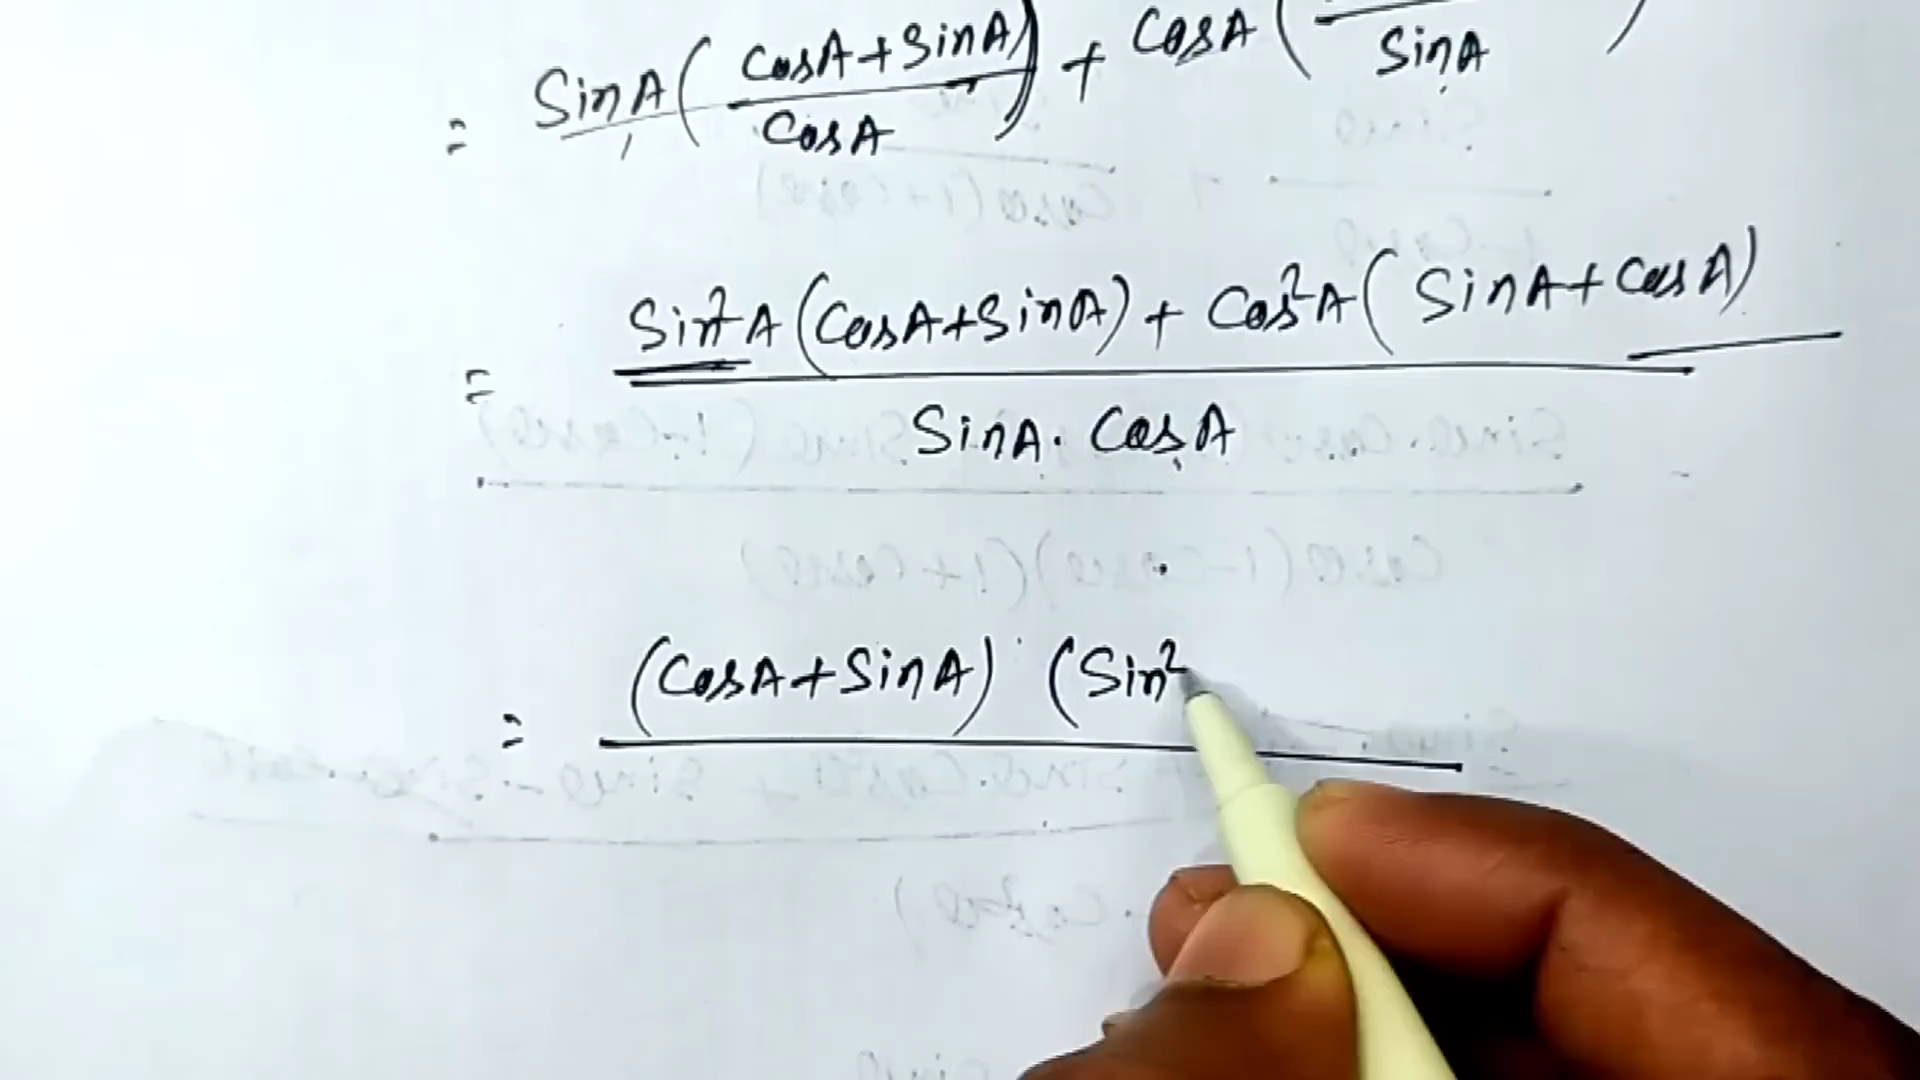 = SinA ( CosA + SinA / CosA ) + CosA ( / SinA )
= Sin²A (CosA + SinA) + Cos²A ( SinA + CosA)
SinA . CosA
= (CosA + SinA) (Sin²